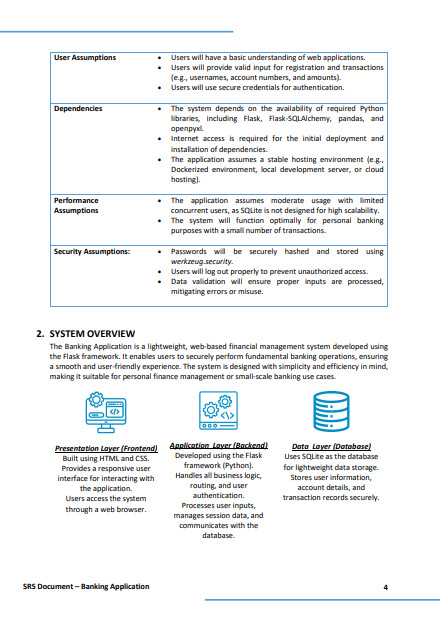 User Assumptions
• Users will have a basic understanding of web applications.
• Users will provide valid input for registration and transactions
(e.g., usernames, account numbers, and amounts).
• Users will use secure credentials for authentication.
Dependencies
• The system depends on the availability of required Python
libraries, including Flask, Flask-SQLAlchemy, pandas, and
openpyxl.
• Internet access is required for the initial deployment and
installation of dependencies.
• The application assumes a stable hosting environment (e.g.,
Dockerized environment, local development server, or cloud
hosting).
Performance
Assumptions
• The application assumes moderate usage with limited
concurrent users, as SQLite is not designed for high scalability.
• The system will function optimally for personal banking
purposes with a small number of transactions.
Security Assumptions:
• Passwords will be securely hashed and stored using
werkzeug.security.
• Users will log out properly to prevent unauthorized access.
• Data validation will ensure proper inputs are processed,
mitigating errors or misuse.
2. SYSTEM OVERVIEW
The Banking Application is a lightweight, web-based financial management system developed using
the Flask framework. It enables users to securely perform fundamental banking operations, ensuring
a smooth and user-friendly experience. The system is designed with simplicity and efficiency in mind,
making it suitable for personal finance management or small-scale banking use cases.
Presentation Layer (Frontend)
Built using HTML and CSS.
Provides a responsive user
interface for interacting with
the application.
Users access the system
through a web browser.
Application Layer (Backend)
Developed using the Flask
framework (Python).
Handles all business logic,
routing, and user
authentication.
Processes user inputs,
manages session data, and
communicates with the
database.
Data Layer (Database)
Uses SQLite as the database
for lightweight data storage.
Stores user information,
account details, and
transaction records securely.
SRS Document – Banking Application
4